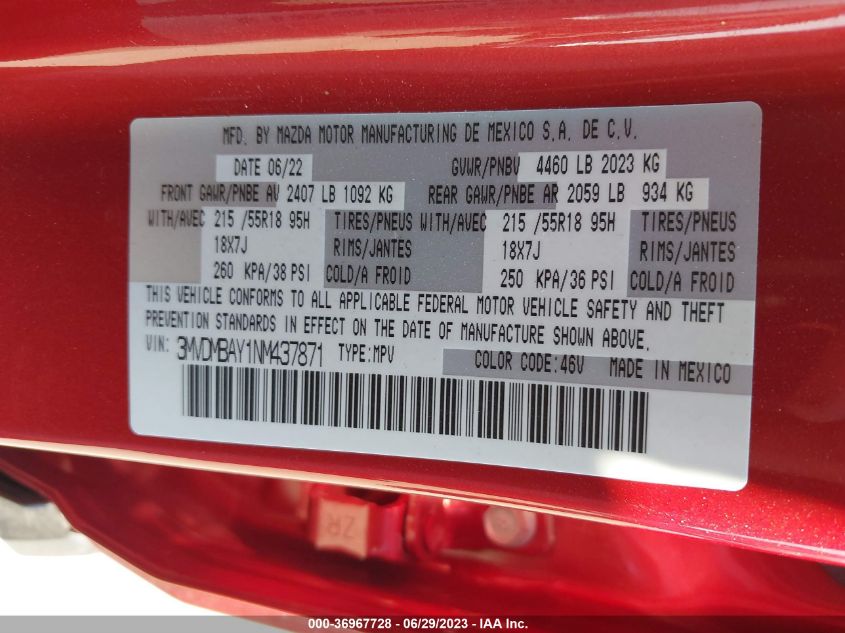 MFD. BY MAZDA MOTOR MANUFACTURING DE MEXICO S.A. DE C.V.
DATE 06/22 GVWR/PNBV 4460 LB 2023 KG
FRONT GAWR/PNBE AV 2407 LB 1092 KG REAR GAWR/PNBE AR 2059 LB 934 KG
WITH/AVEC 215 /55R18 95H TIRES/PNEUS WITH/AVEC 215 /55R18 95H TIRES/PNEUS
18X7J RIMS/JANTES 18X7J RIMS/JANTES
260 KPA/38 PSI COLD/A FROID 250 KPA/36 PSI COLD/A FROID
THIS VEHICLE CONFORMS TO ALL APPLICABLE FEDERAL MOTOR VEHICLE SAFETY AND THEFT
PREVENTION STANDARDS IN EFFECT ON THE DATE OF MANUFACTURE SHOWN ABOVE.
VIN: 3MVDMBAY1NM437871 TYPE:MPV COLOR CODE:46V MADE IN MEXICO
ZR
000-36967728 - 06/29/2023 - IAA Inc.